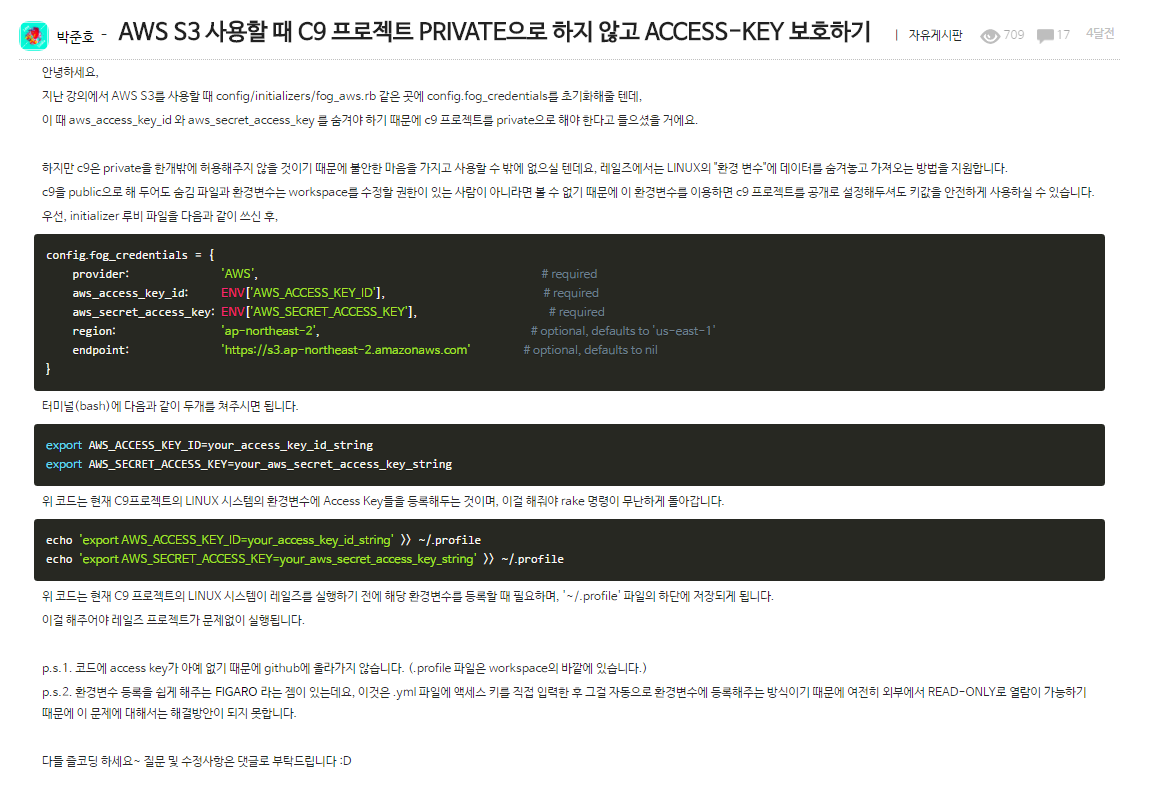 박준호 - AWS S3 사용할 때 C9 프로젝트 PRIVATE으로 하지 않고 ACCESS-KEY 보호하기 | 자유게시판 709 17 4달전
안녕하세요,
지난 강의에서 AWS S3를 사용할 때 config/initializers/fog_aws.rb 같은 곳에 config.fog_credentials를 초기화해줄 텐데,
이 때 aws_access_key_id 와 aws_secret_access_key 를 숨겨야 하기 때문에 c9 프로젝트를 private으로 해야 한다고 들으셨을 거에요.
하지만 c9은 private을 한개밖에 허용해주지 않을 것이기 때문에 불안한 마음을 가지고 사용할 수 밖에 없으실 텐데요, 레일즈에서는 LINUX의 "환경 변수"에 데이터를 숨겨놓고 가져오는 방법을 지원합니다.
c9을 public으로 해 두어도 숨김 파일과 환경변수는 workspace를 수정할 권한이 있는 사람이 아니라면 볼 수 없기 때문에 이 환경변수를 이용하면 c9 프로젝트를 공개로 설정해두셔도 키값을 안전하게 사용하실 수 있습니다.
우선, initializer 루비 파일을 다음과 같이 쓰신 후,
config.fog_credentials = {
provider: 'AWS', # required
aws_access_key_id: ENV['AWS_ACCESS_KEY_ID'], # required
aws_secret_access_key: ENV['AWS_SECRET_ACCESS_KEY'], # required
region: 'ap-northeast-2', # optional, defaults to 'us-east-1'
endpoint: 'https://s3.ap-northeast-2.amazonaws.com' # optional, defaults to nil
}
터미널(bash)에 다음과 같이 두개를 쳐주시면 됩니다.
export AWS_ACCESS_KEY_ID=your_access_key_id_string
export AWS_SECRET_ACCESS_KEY=your_aws_secret_access_key_string
위 코드는 현재 C9프로젝트의 LINUX 시스템의 환경변수에 Access Key들을 등록해두는 것이며, 이걸 해줘야 rake 명령이 무난하게 돌아갑니다.
echo 'export AWS_ACCESS_KEY_ID=your_access_key_id_string' >> ~/.profile
echo 'export AWS_SECRET_ACCESS_KEY=your_aws_secret_access_key_string' >> ~/.profile
위 코드는 현재 C9 프로젝트의 LINUX 시스템이 레일즈를 실행하기 전에 해당 환경변수를 등록할 때 필요하며, '~/.profile' 파일의 하단에 저장되게 됩니다.
이걸 해주어야 레일즈 프로젝트가 문제없이 실행됩니다.
p.s.1. 코드에 access key가 아예 없기 때문에 github에 올라가지 않습니다. (.profile 파일은 workspace의 바깥에 있습니다.)
p.s.2. 환경변수 등록을 쉽게 해주는 FIGARO 라는 젬이 있는데요, 이것은 .yml 파일에 액세스 키를 직접 입력한 후 그걸 자동으로 환경변수에 등록해주는 방식이기 때문에 여전히 외부에서 READ-ONLY로 열람이 가능하기
때문에 이 문제에 대해서는 해결방안이 되지 못합니다.
다들 즐코딩 하세요~ 질문 및 수정사항은 댓글로 부탁드립니다 :D